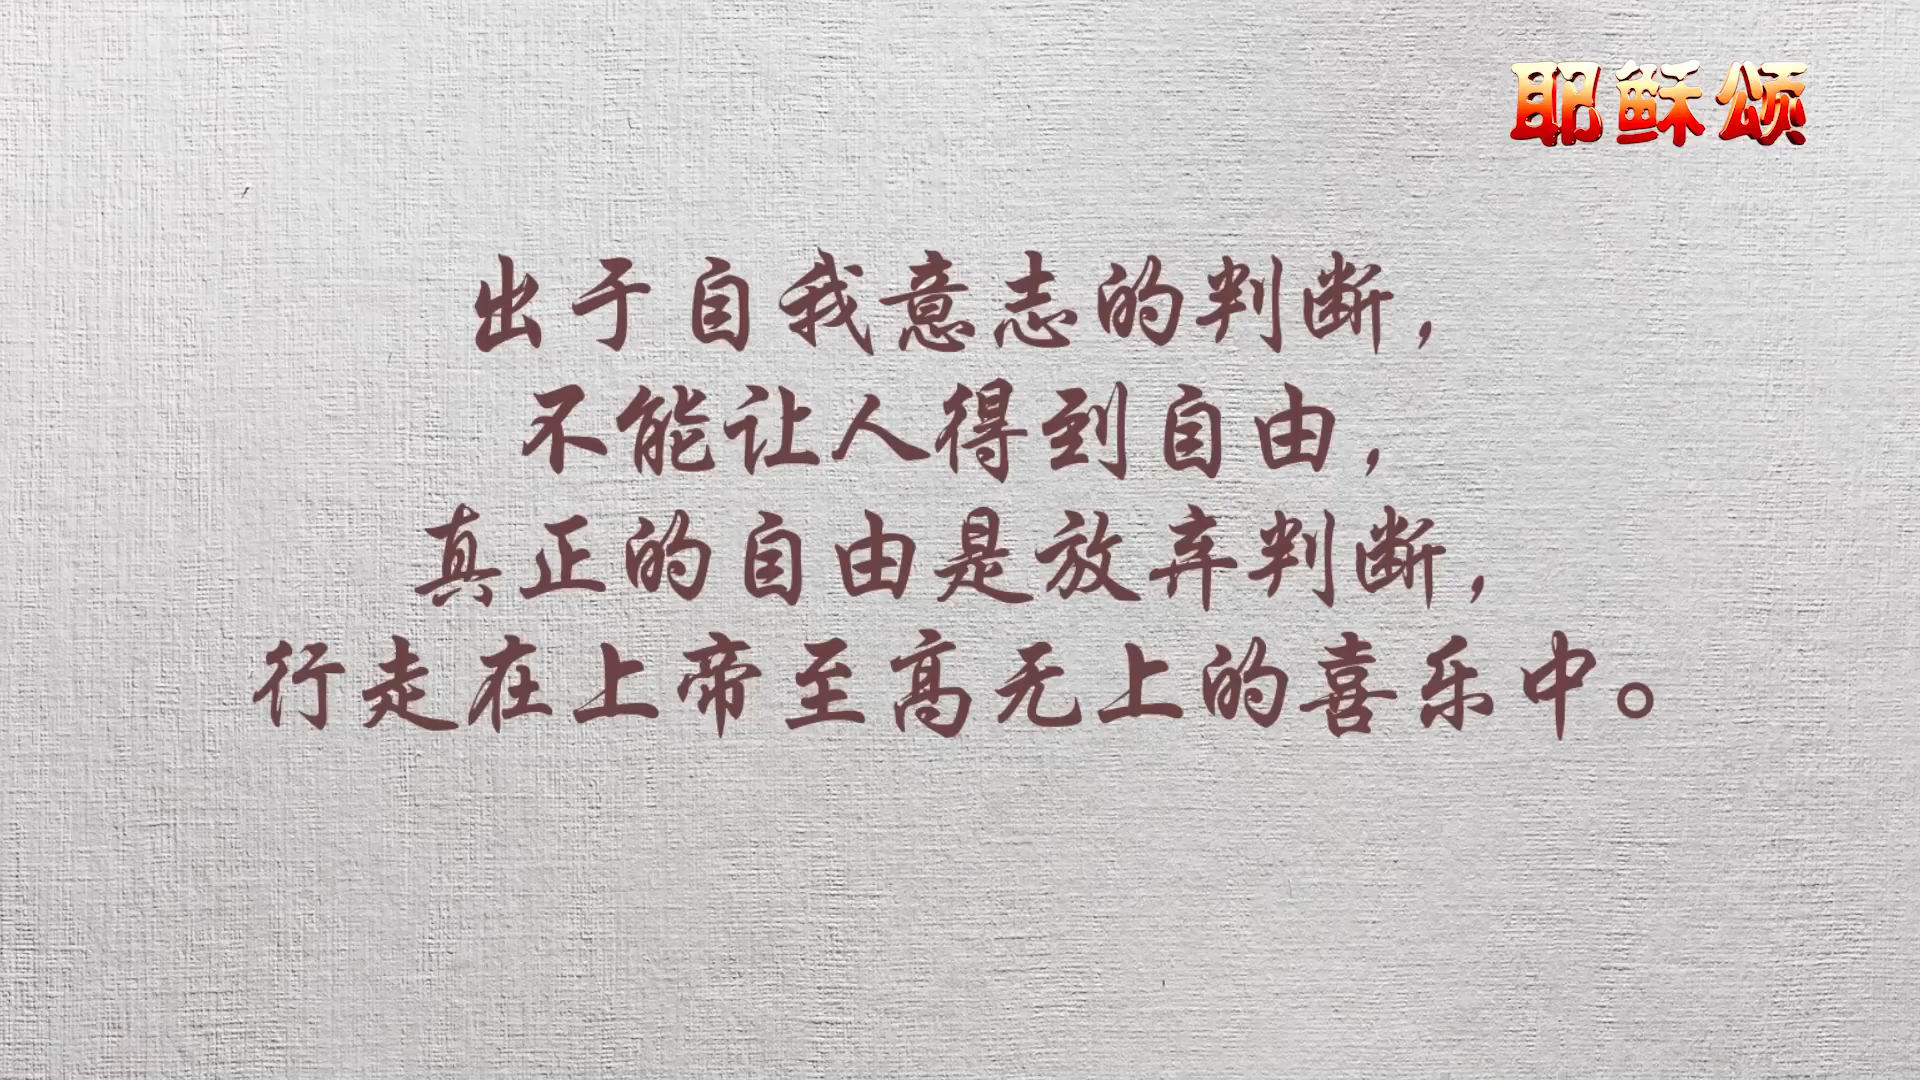 耶稣颂
出于自我意志的判断，
不能让人得到自由，
真正的自由是放弃判断，
行走在上帝至高无上的喜乐中。